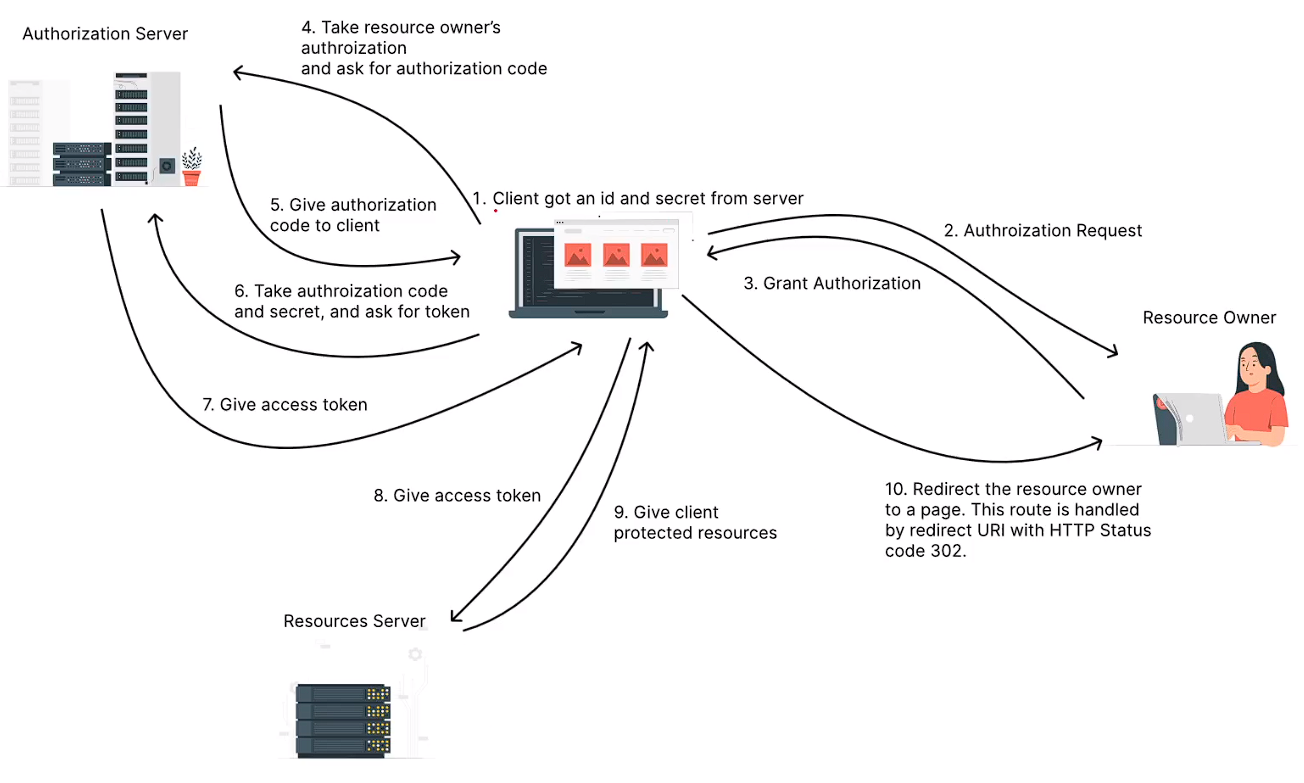 Authorization Server
4. Take resource owner's
authroization
and ask for authorization code
1. Client got an id and secret from server
5. Give authorization
code to client
2. Authroization Request
3. Grant Authorization
6. Take authroization code
and secret, and ask for token
Resource Owner
7. Give access token
8. Give access token
9. Give client
protected resources
10. Redirect the resource owner
to a page. This route is handled
by redirect URI with HTTP Status
code 302.
Resources Server